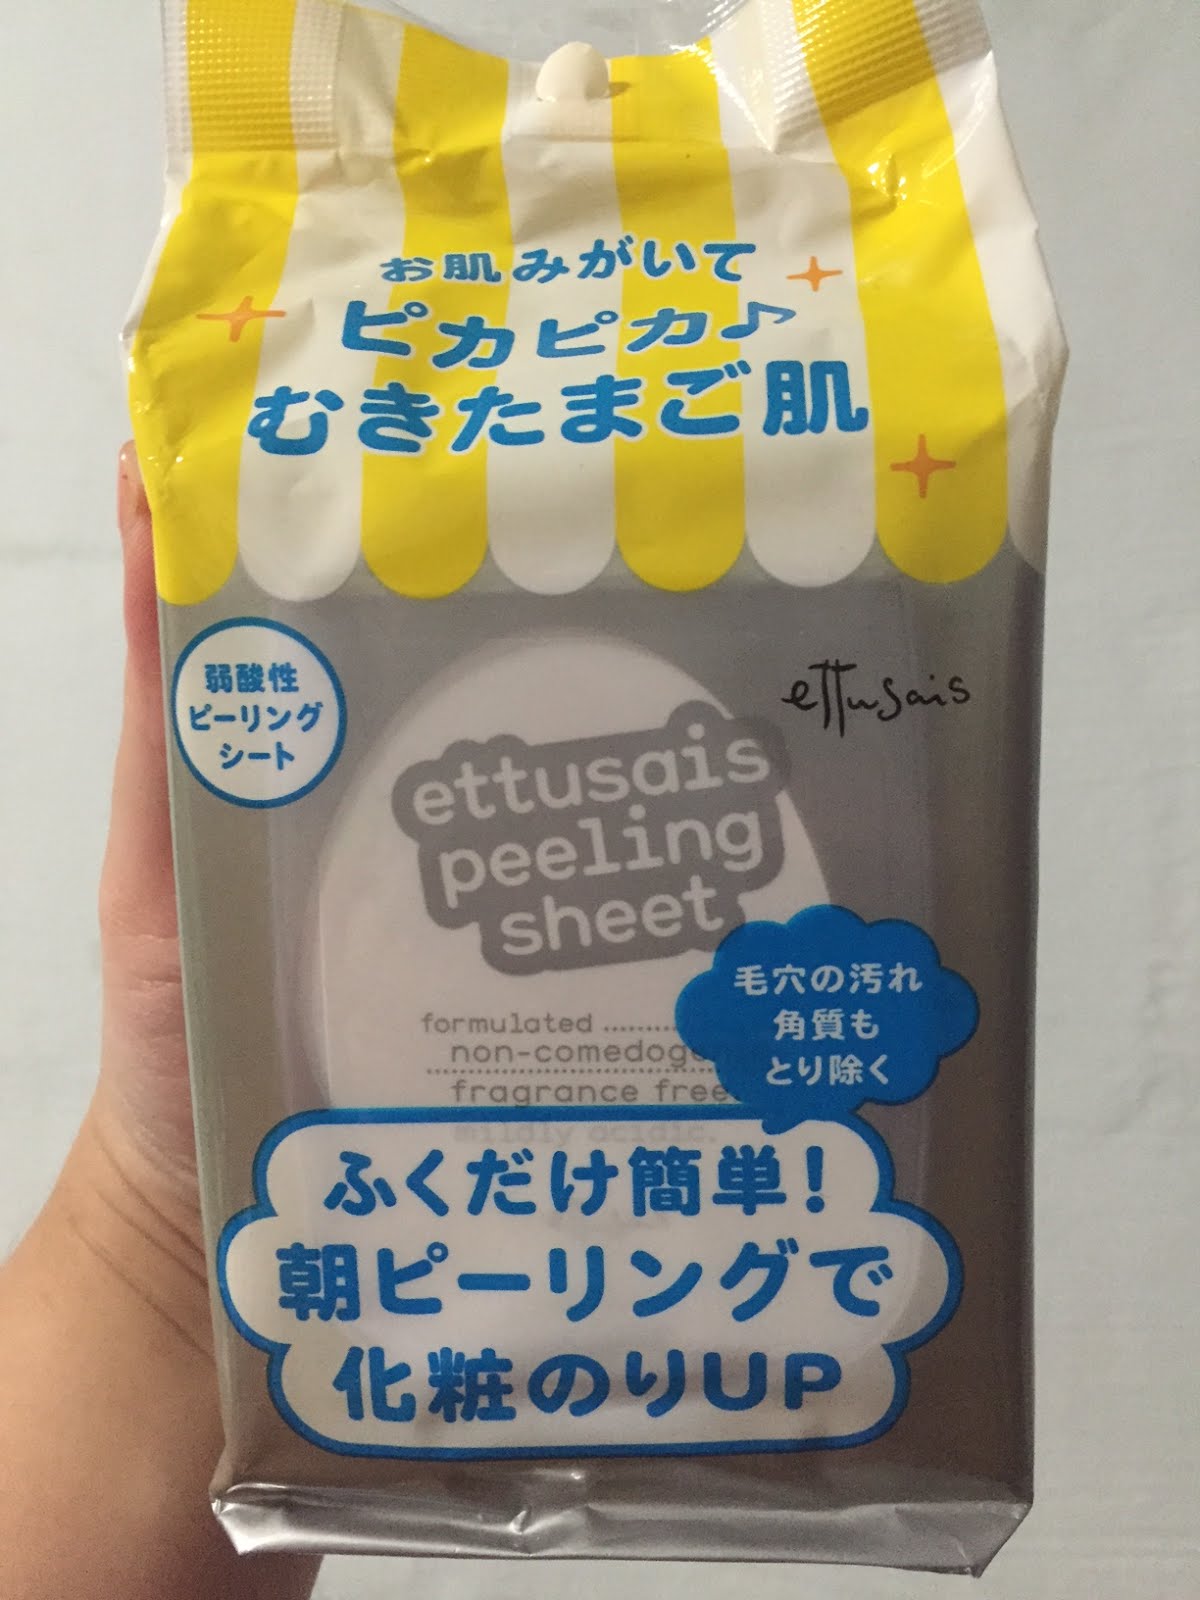 お肌みがいて
ピカピカ♪
むきたまご肌
弱酸性
ピーリング
シート
ettusais
ettusais
peeling
sheet
毛穴の汚れ
角質も
とり除く
formulated
fragrance free
mildly acidic.
ふくだけ簡単!
朝ピーリングで
化粧のりUP